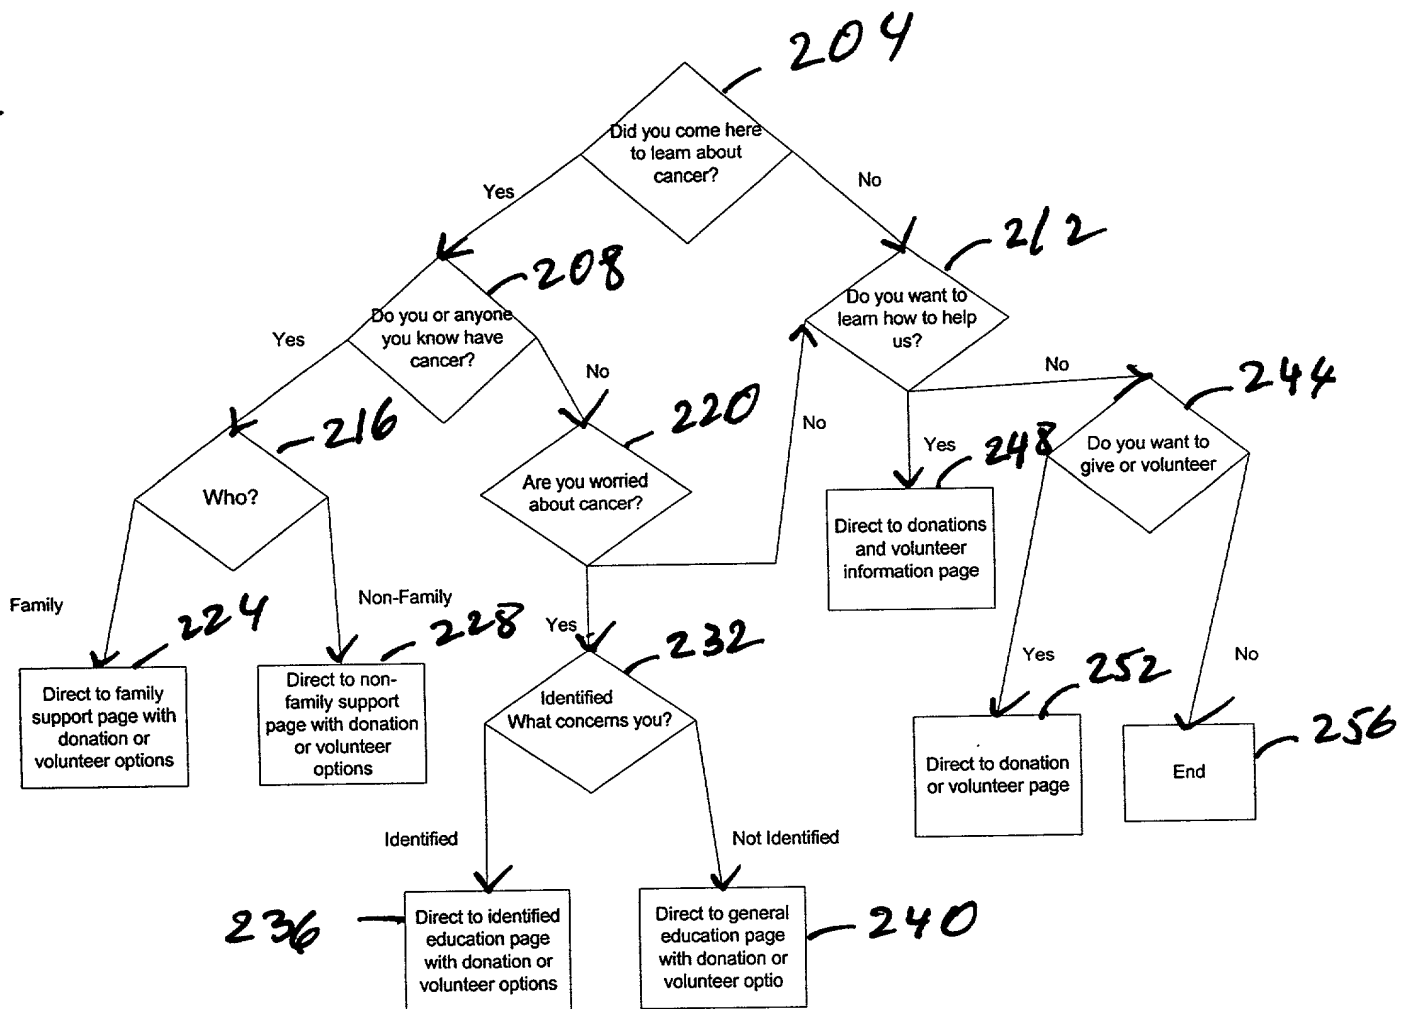 204
Did you come here
to learn about
cancer?
Yes
No
208
212
Do you or anyone
you know have
cancer?
Do you want to
learn how to help
us?
Yes
No
No
244
216
220
No
Who?
Are you worried
about cancer?
Yes
248
Do you want to
give or volunteer
Direct to donations
and volunteer
information page
Family
Non-Family
224
228
Yes
232
Yes
No
252
256
Direct to family
support page with
donation or
volunteer options
Direct to non-
family support
page with donation
or volunteer
options
Identified
What concerns you?
Direct to donation
or volunteer page
End
Identified
Not Identified
236
Direct to identified
education page
with donation or
volunteer options
Direct to general
education page
with donation or
volunteer optio
240